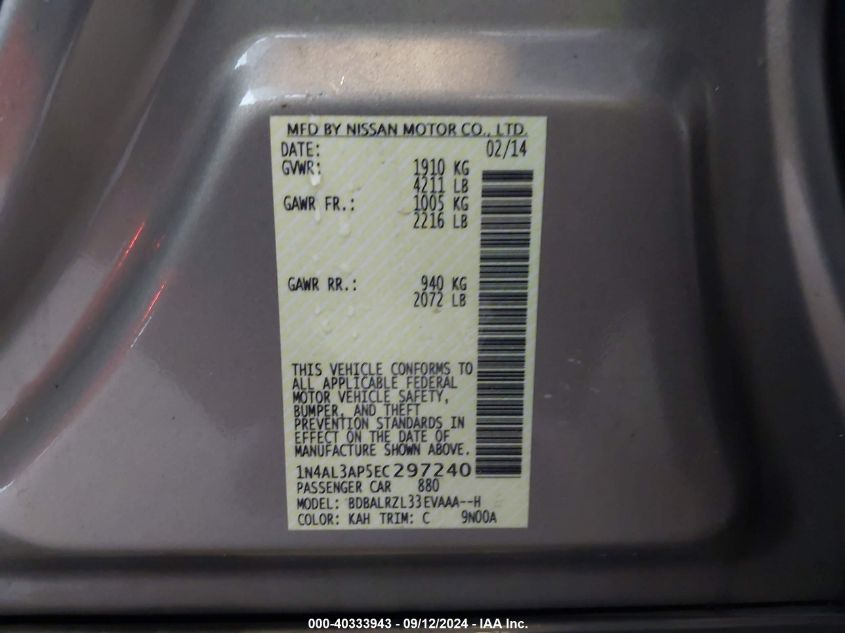 MFD BY NISSAN MOTOR CO., LTD.
DATE: 02/14
GVWR: 1910 KG
4211 LB
GAWR FR.: 1005 KG
2216 LB
GAWR RR.: 940 KG
2072 LB
THIS VEHICLE CONFORMS TO
ALL APPLICABLE FEDERAL
MOTOR VEHICLE SAFETY,
BUMPER, AND THEFT
PREVENTION STANDARDS IN
EFFECT ON THE DATE OF
MANUFACTURE SHOWN ABOVE.
1N4AL3AP5EC297240
PASSENGER CAR 880
MODEL: BDBALRZL33EVAAA--H
COLOR: KAH TRIM: C 9N00A
000-40333943 - 09/12/2024 - IAA Inc.